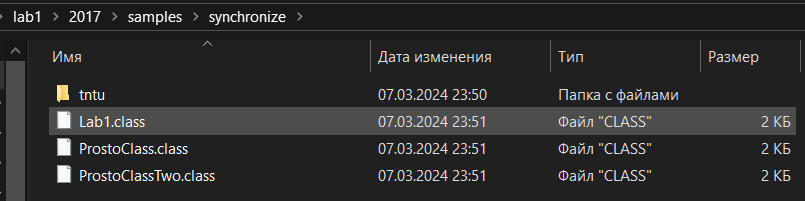 lab1 > 2017 > samples > synchronize >
Имя Дата изменения Тип Размер
tntu 07.03.2024 23:50 Папка с файлами
Lab1.class 07.03.2024 23:51 Файл "CLASS" 2 КБ
ProstoClass.class 07.03.2024 23:51 Файл "CLASS" 2 КБ
ProstoClassTwo.class 07.03.2024 23:51 Файл "CLASS" 2 КБ